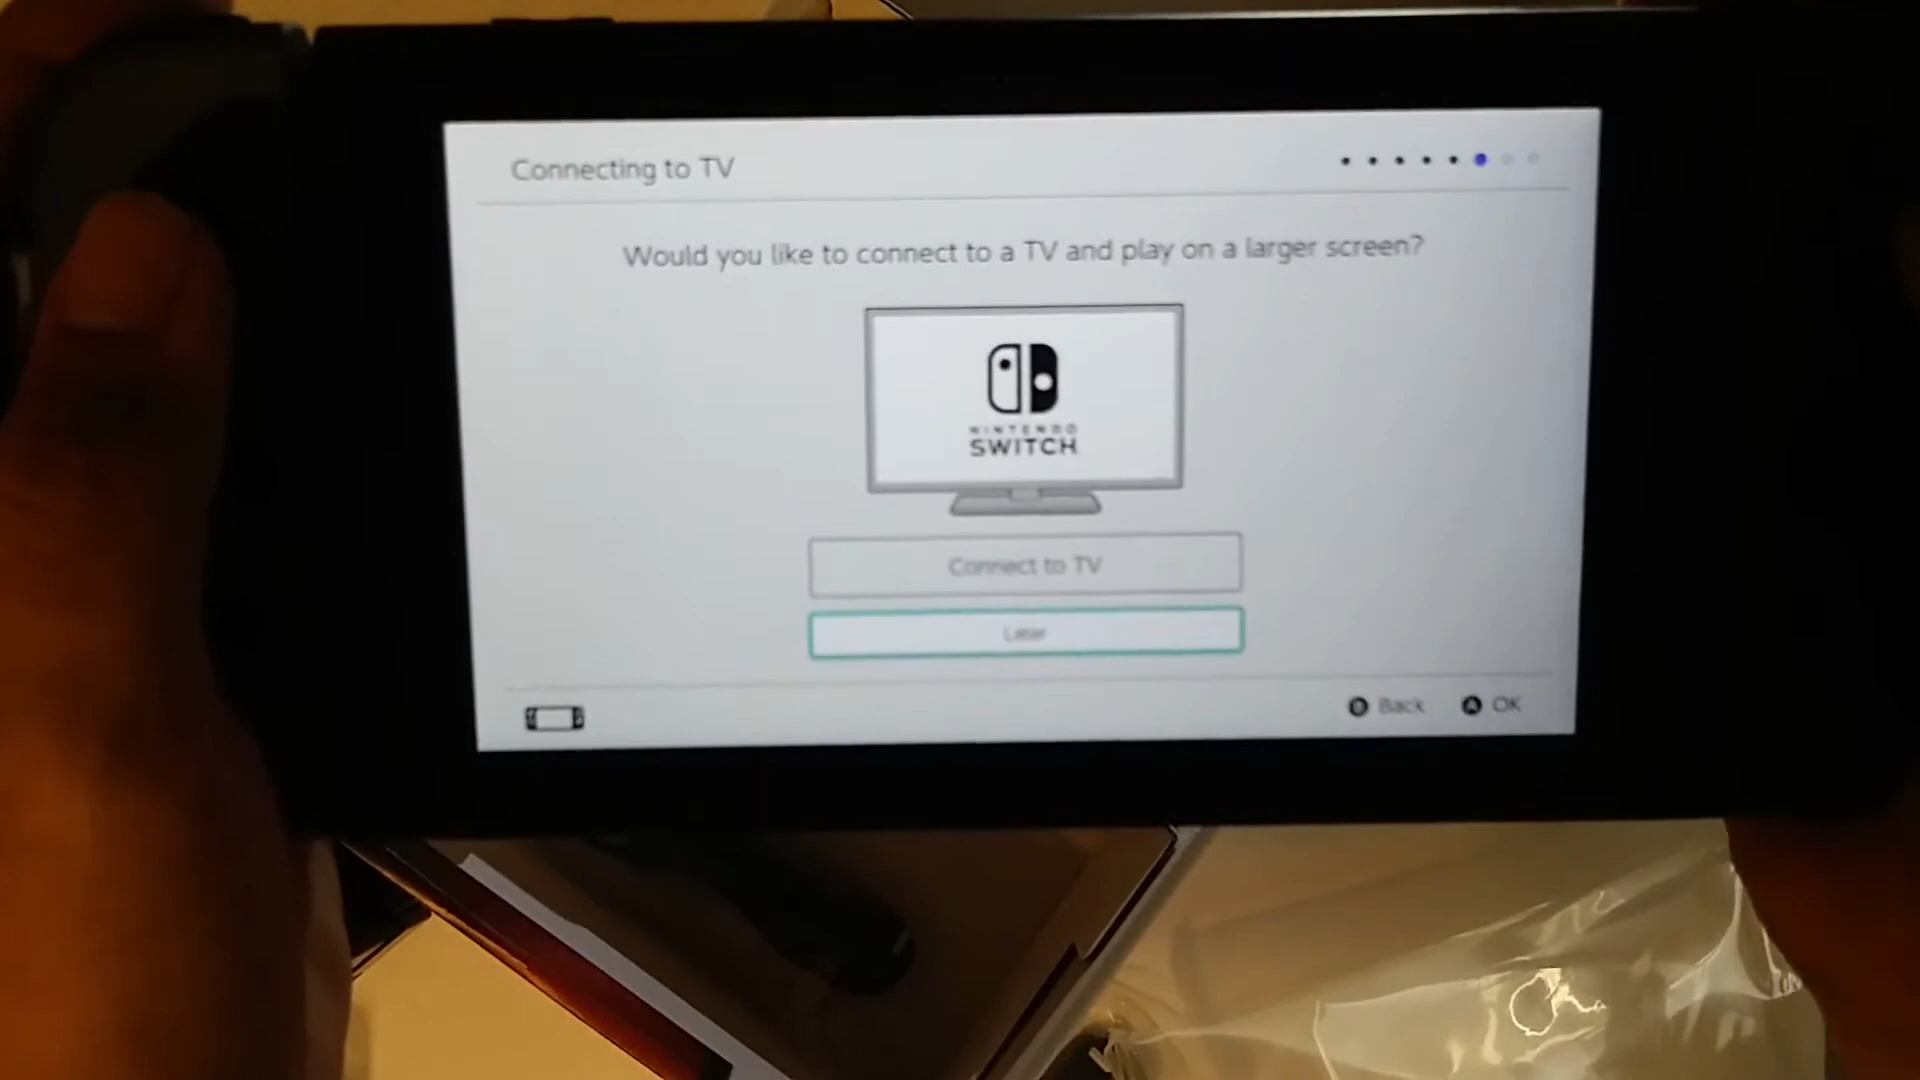 Connecting to TV
Would you like to connect to a TV and play on a larger screen?
NINTENDO
SWITCH
Connect to TV
Later
B Back A OK